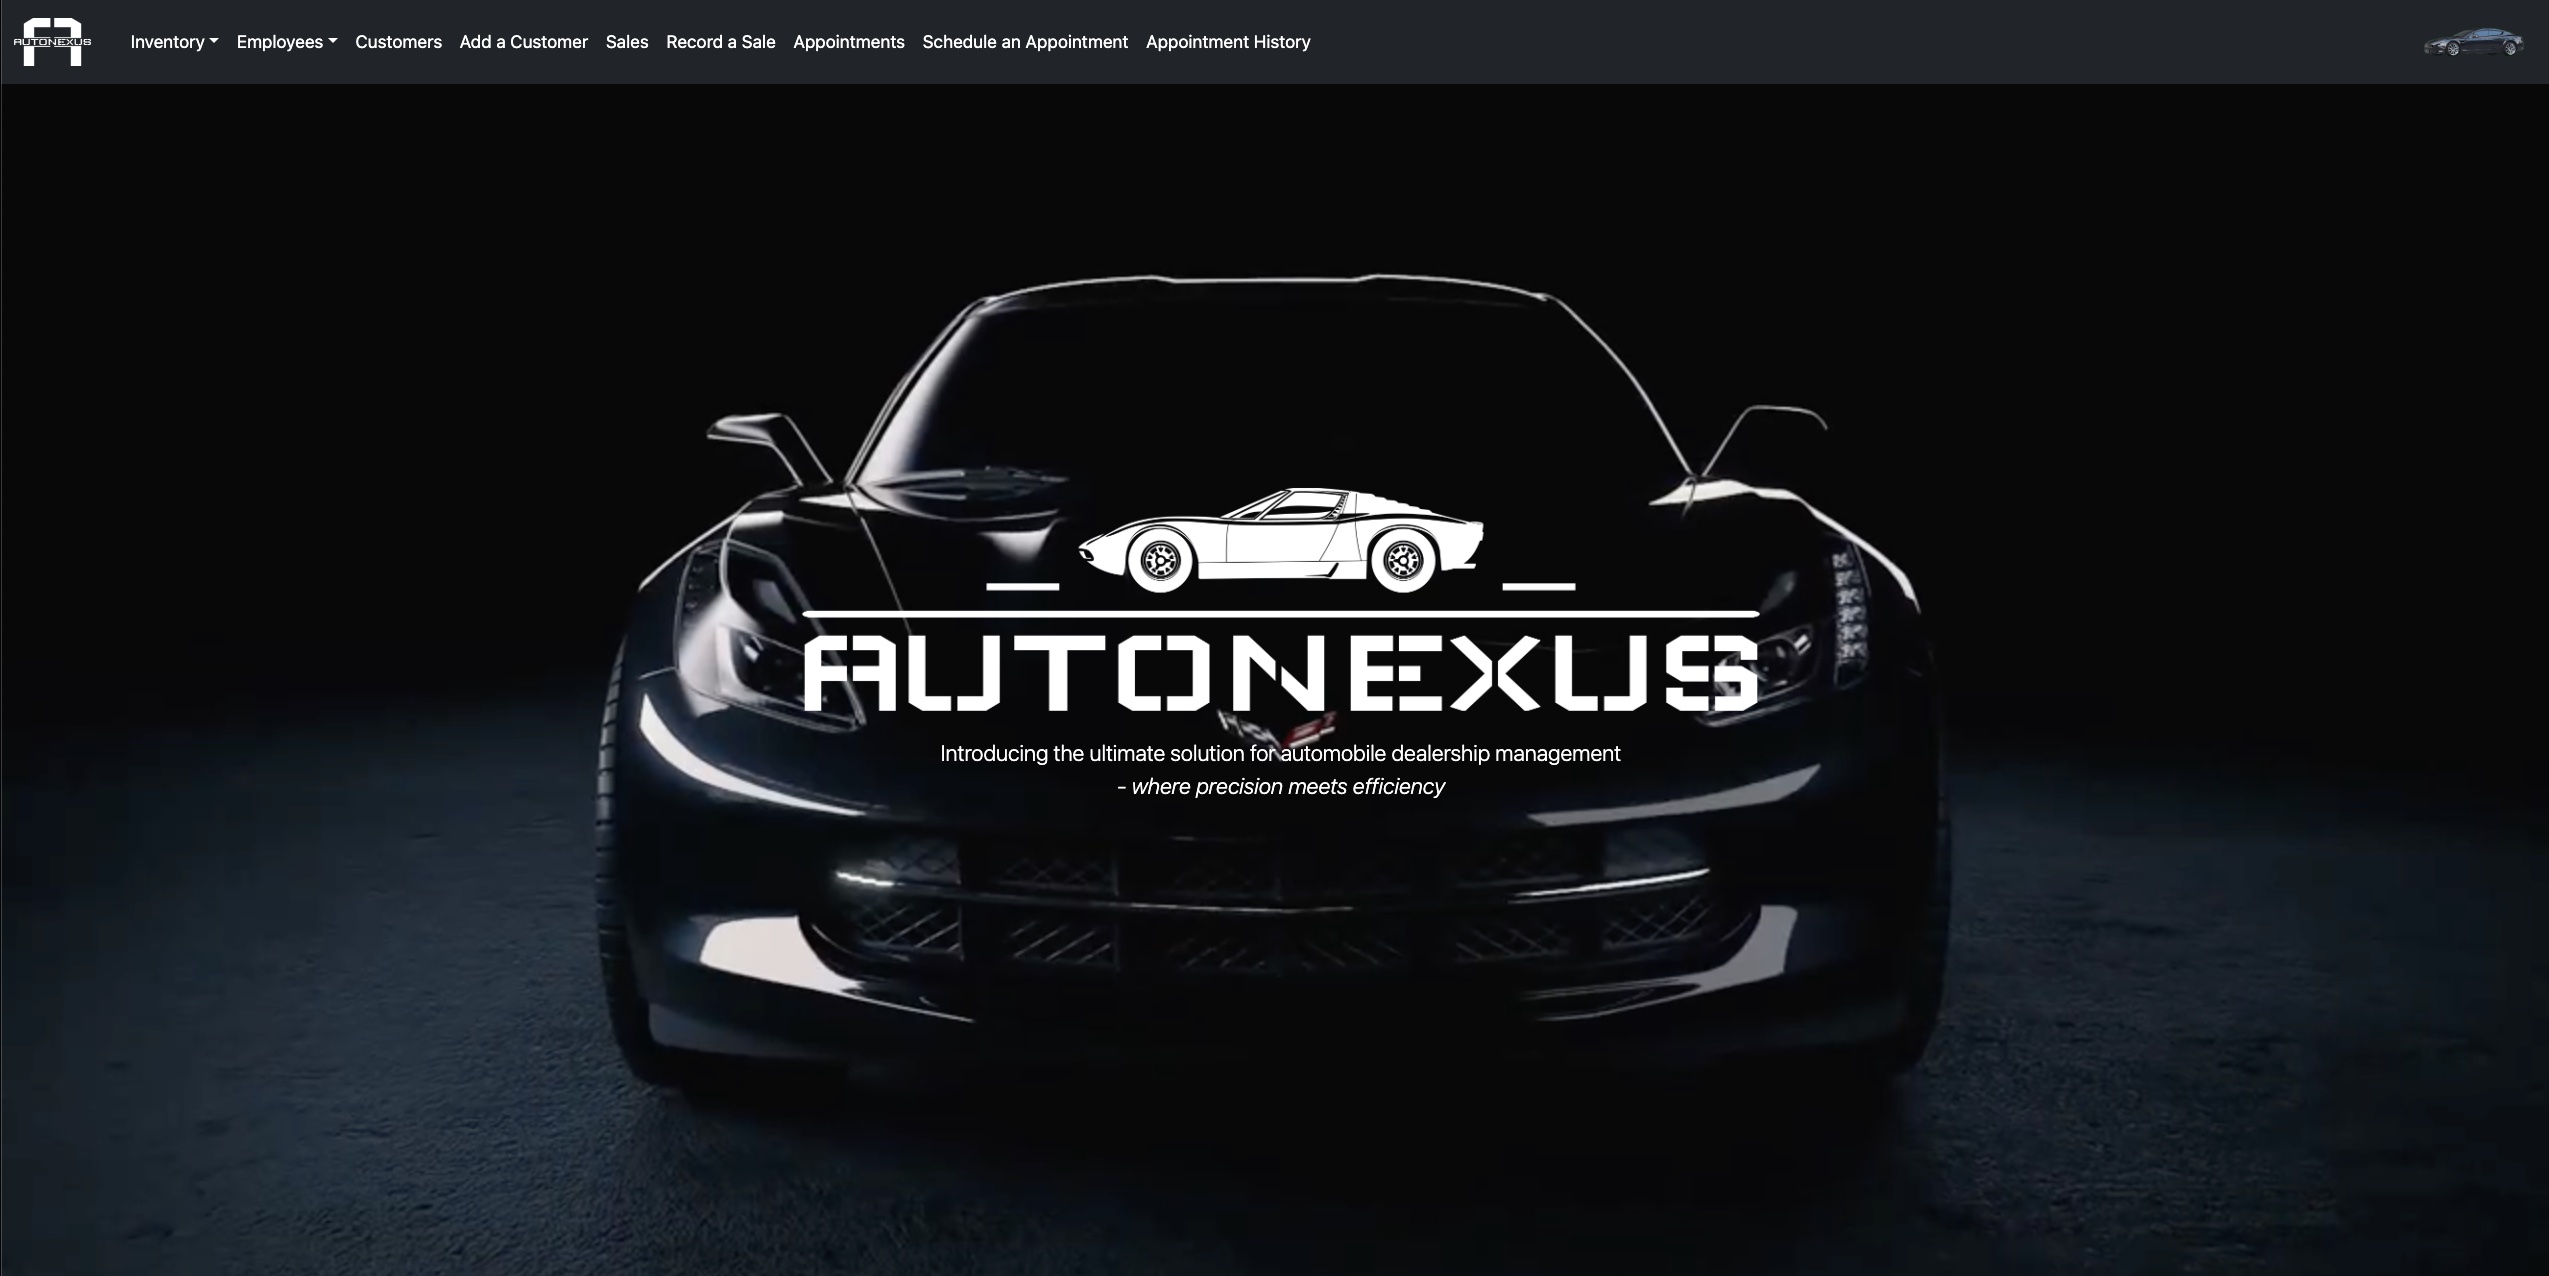 AUTONEXUS
Inventory Employees Customers Add a Customer Sales Record a Sale Appointments Schedule an Appointment Appointment History
AUTONEXUS
Introducing the ultimate solution for automobile dealership management
- where precision meets efficiency